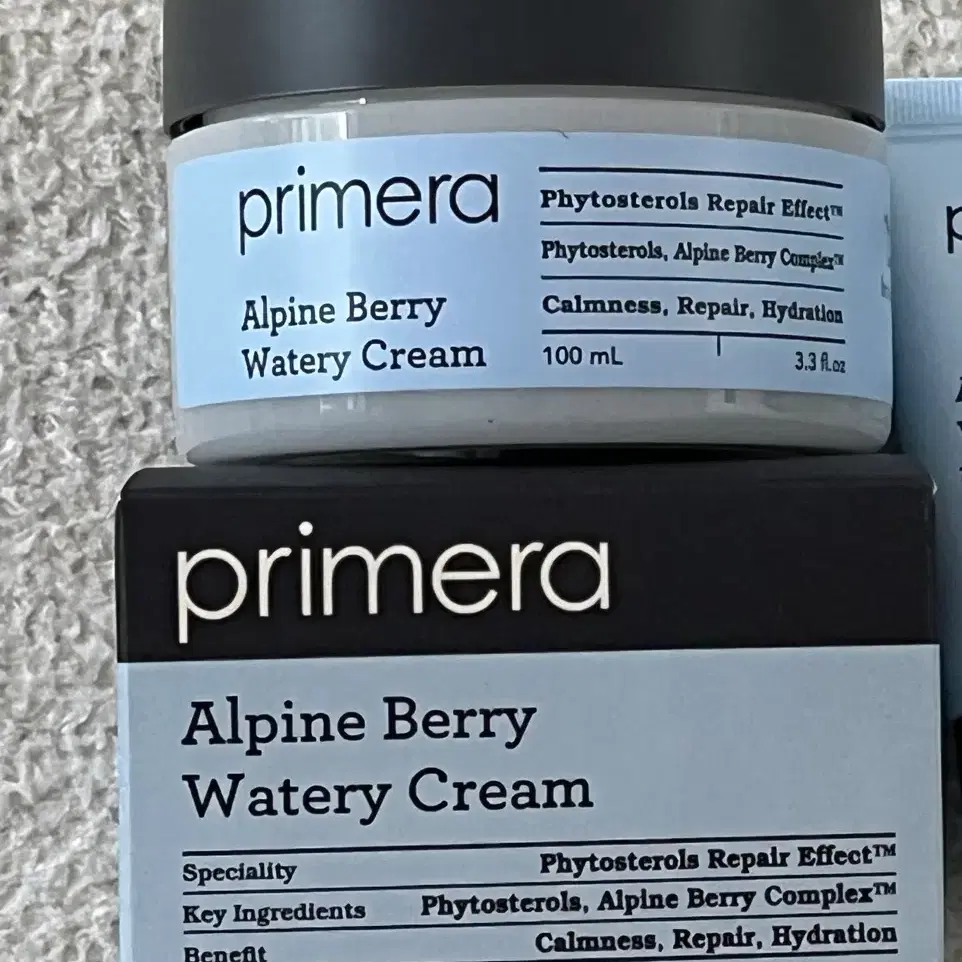 primera
Alpine Berry
Watery Cream
Phytosterols Repair Effect™
Phytosterols, Alpine Berry Complex™
Calmness, Repair, Hydration
100 mL 3.3 fl.oz
primera
Alpine Berry
Watery Cream
Speciality Phytosterols Repair Effect™
Key Ingredients Phytosterols, Alpine Berry Complex™
Benefit Calmness, Repair, Hydration